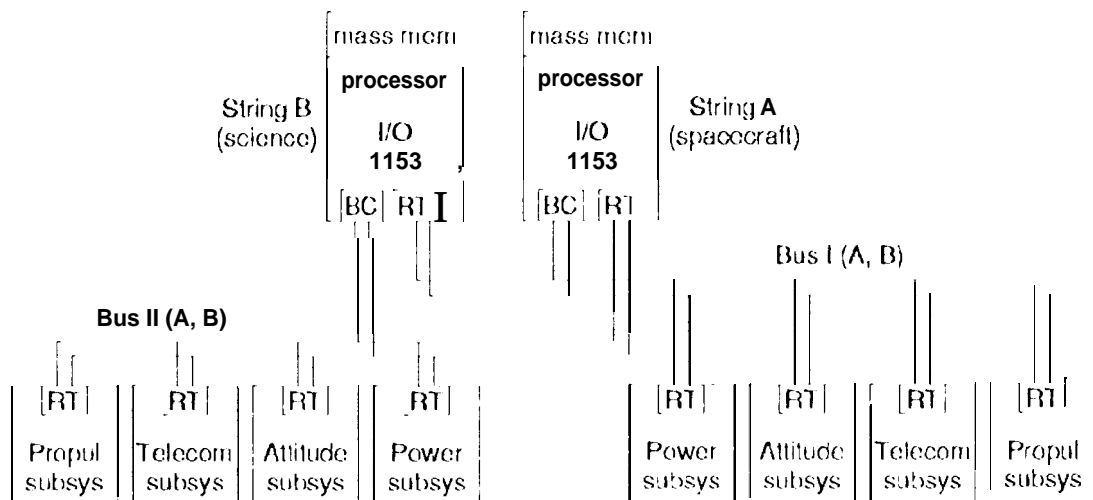 mass mem
mass mem
processor
processor
String B
(science)
String A
(spacecraft)
I/O
1153
I/O
1153
BC RT
BC RT
Bus I (A, B)
Bus II (A, B)
RT RT RT RT RT RT RT RT
Propul
subsys
Telecom
subsys
Attitude
subsys
Power
subsys
Power
subsys
Attitude
subsys
Telecom
subsys
Propul
subsys